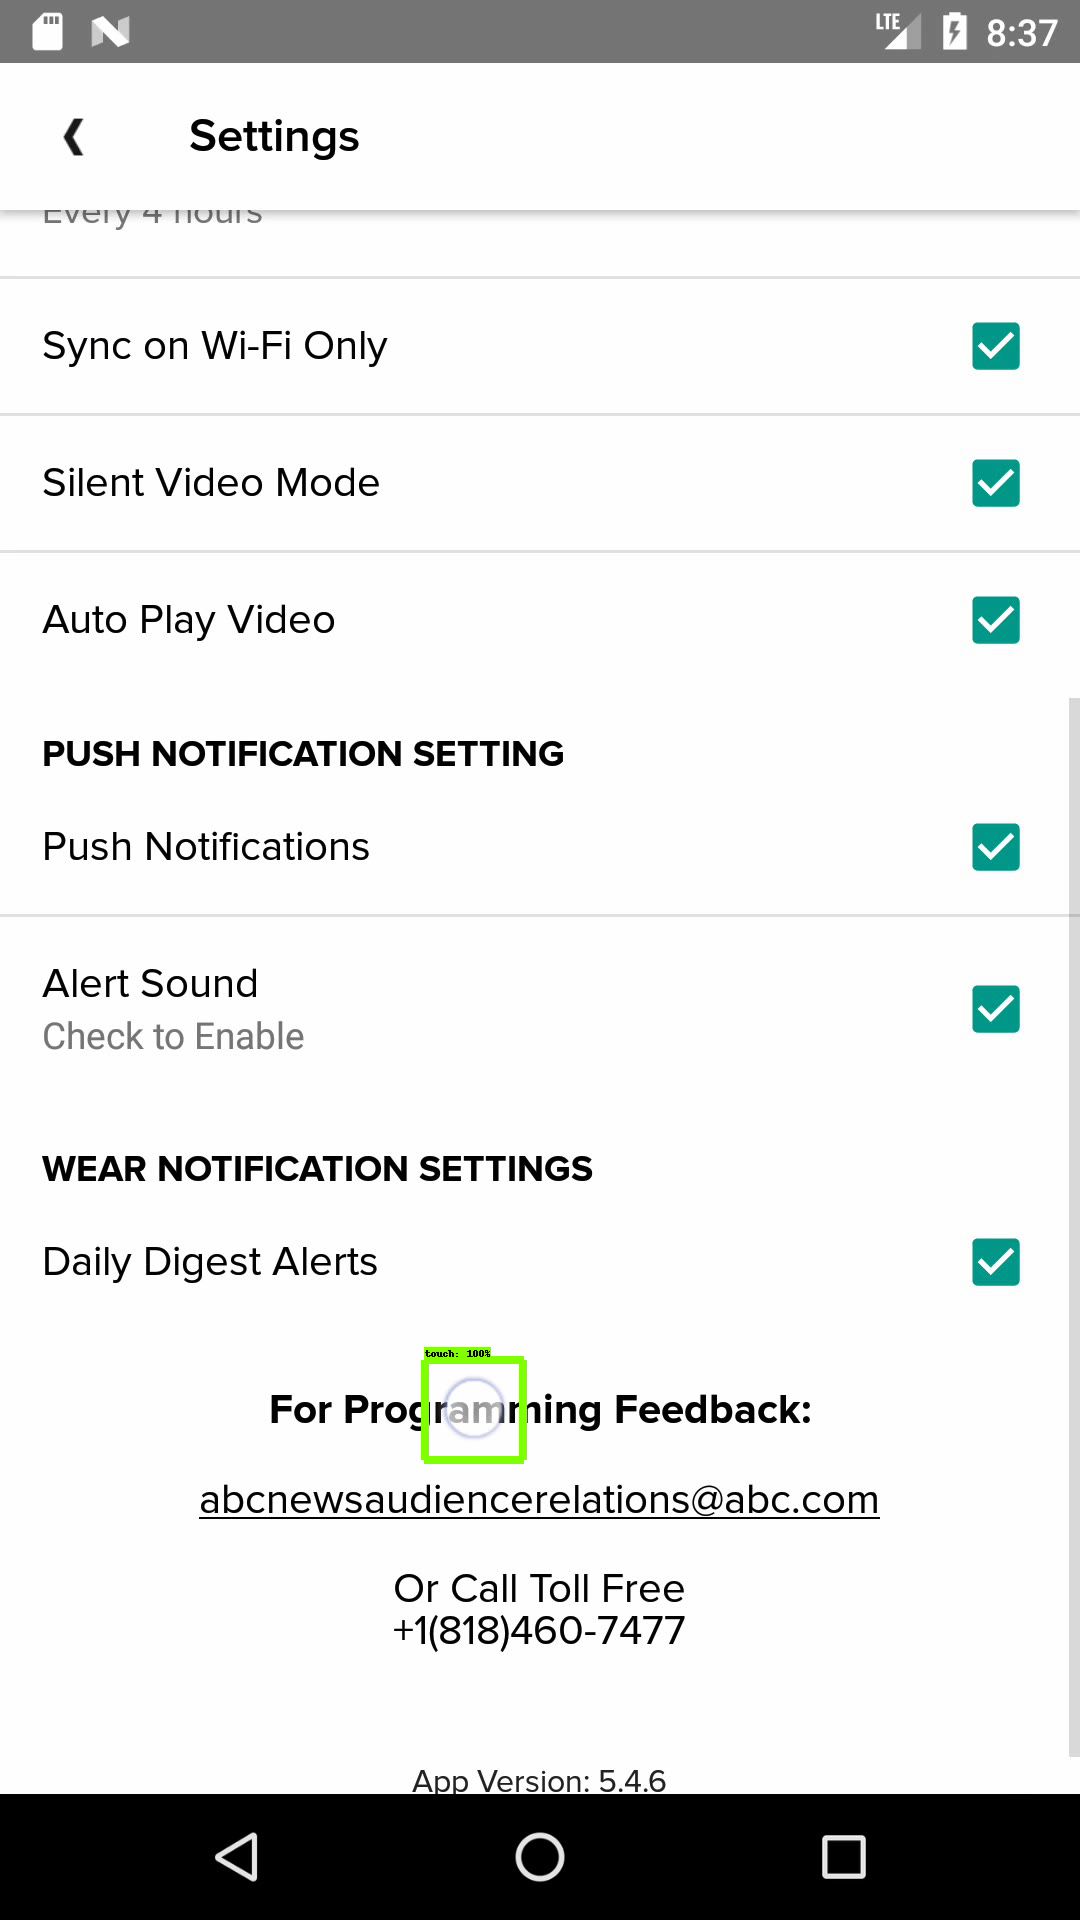 LTE 8:37
Settings
Every 4 hours
Sync on Wi-Fi Only
Silent Video Mode
Auto Play Video
PUSH NOTIFICATION SETTING
Push Notifications
Alert Sound
Check to Enable
WEAR NOTIFICATION SETTINGS
Daily Digest Alerts
touch: 100%
For Programming Feedback:
abcnewsaudiencerelations@abc.com
Or Call Toll Free
+1(818)460-7477
App Version: 5.4.6